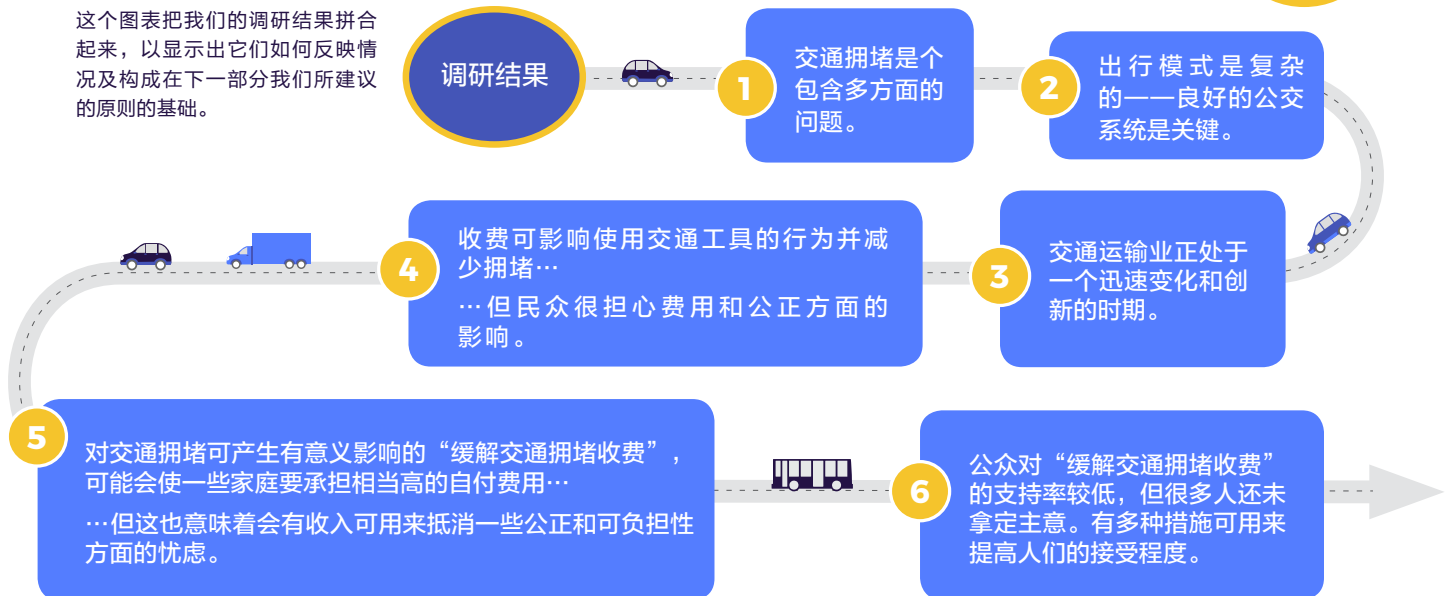 这个图表把我们的调研结果拼合
起来，以显示出它们如何反映情
况及构成在下一部分我们所建议
的原则的基础。
调研结果
1
交通拥堵是个
包含多方面的
问题。
2
出行模式是复杂
的——良好的公交
系统是关键。
3
交通运输业正处于
一个迅速变化和创
新的时期。
4
收费可影响使用交通工具的行为并减
少拥堵…
…但民众很担心费用和公正方面的
影响。
5
对交通拥堵可产生有意义影响的“缓解交通拥堵收费”，
可能会使一些家庭要承担相当高的自付费用…
…但这也意味着会有收入可用来抵消一些公正和可负担性
方面的忧虑。
6
公众对“缓解交通拥堵收费”
的支持率较低，但很多人还未
拿定主意。有多种措施可用来
提高人们的接受程度。